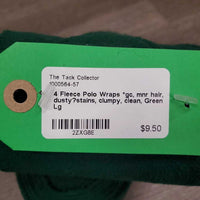 The Tack Collector
1000564-57
4 Fleece Polo Wraps *gc, mnr hair,
dusty?stains, clumpy, clean, Green
Lg
$9.50
2ZXG8E